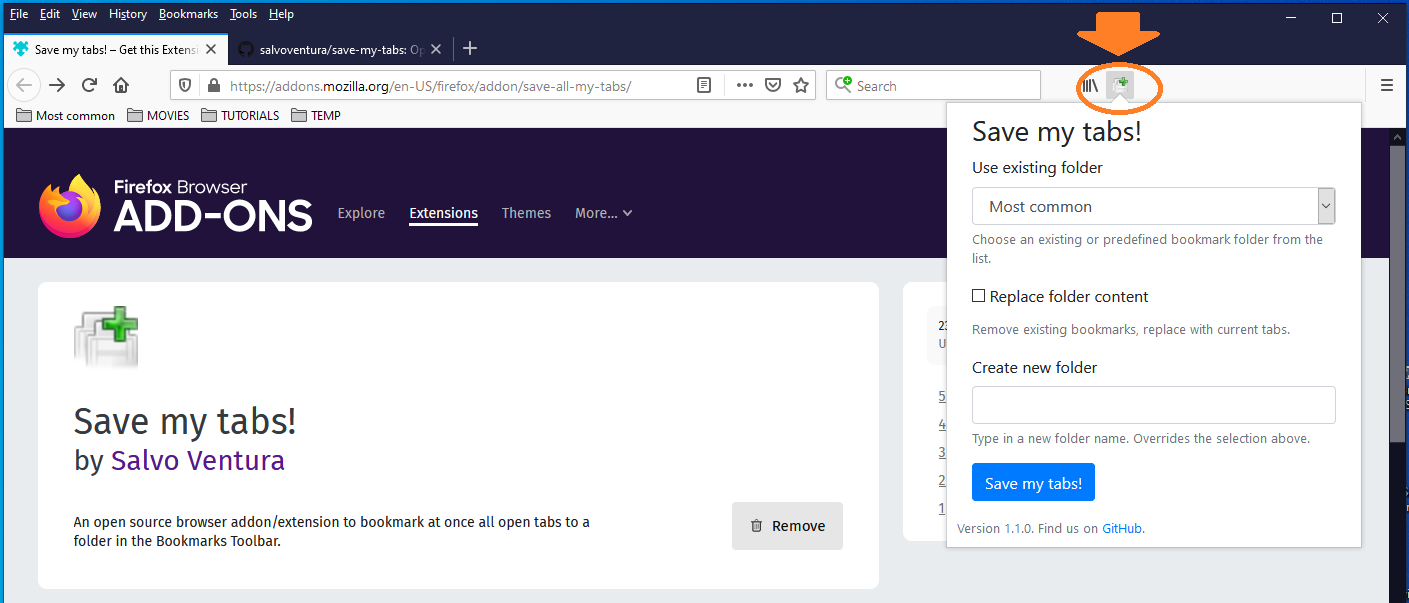 File Edit View History Bookmarks Tools Help
Save my tabs! – Get this Extensi
salvoventura/save-my-tabs: Op
https://addons.mozilla.org/en-US/firefox/addon/save-all-my-tabs/
Search
Most common MOVIES TUTORIALS TEMP
Firefox Browser
ADD-ONS
Explore Extensions Themes More...
Save my tabs!
by Salvo Ventura
An open source browser addon/extension to bookmark at once all open tabs to a
folder in the Bookmarks Toolbar.
Remove
23
U
5
4
3
2
1
Save my tabs!
Use existing folder
Most common
Choose an existing or predefined bookmark folder from the
list.
Replace folder content
Remove existing bookmarks, replace with current tabs.
Create new folder
Type in a new folder name. Overrides the selection above.
Save my tabs!
Version 1.1.0. Find us on GitHub.